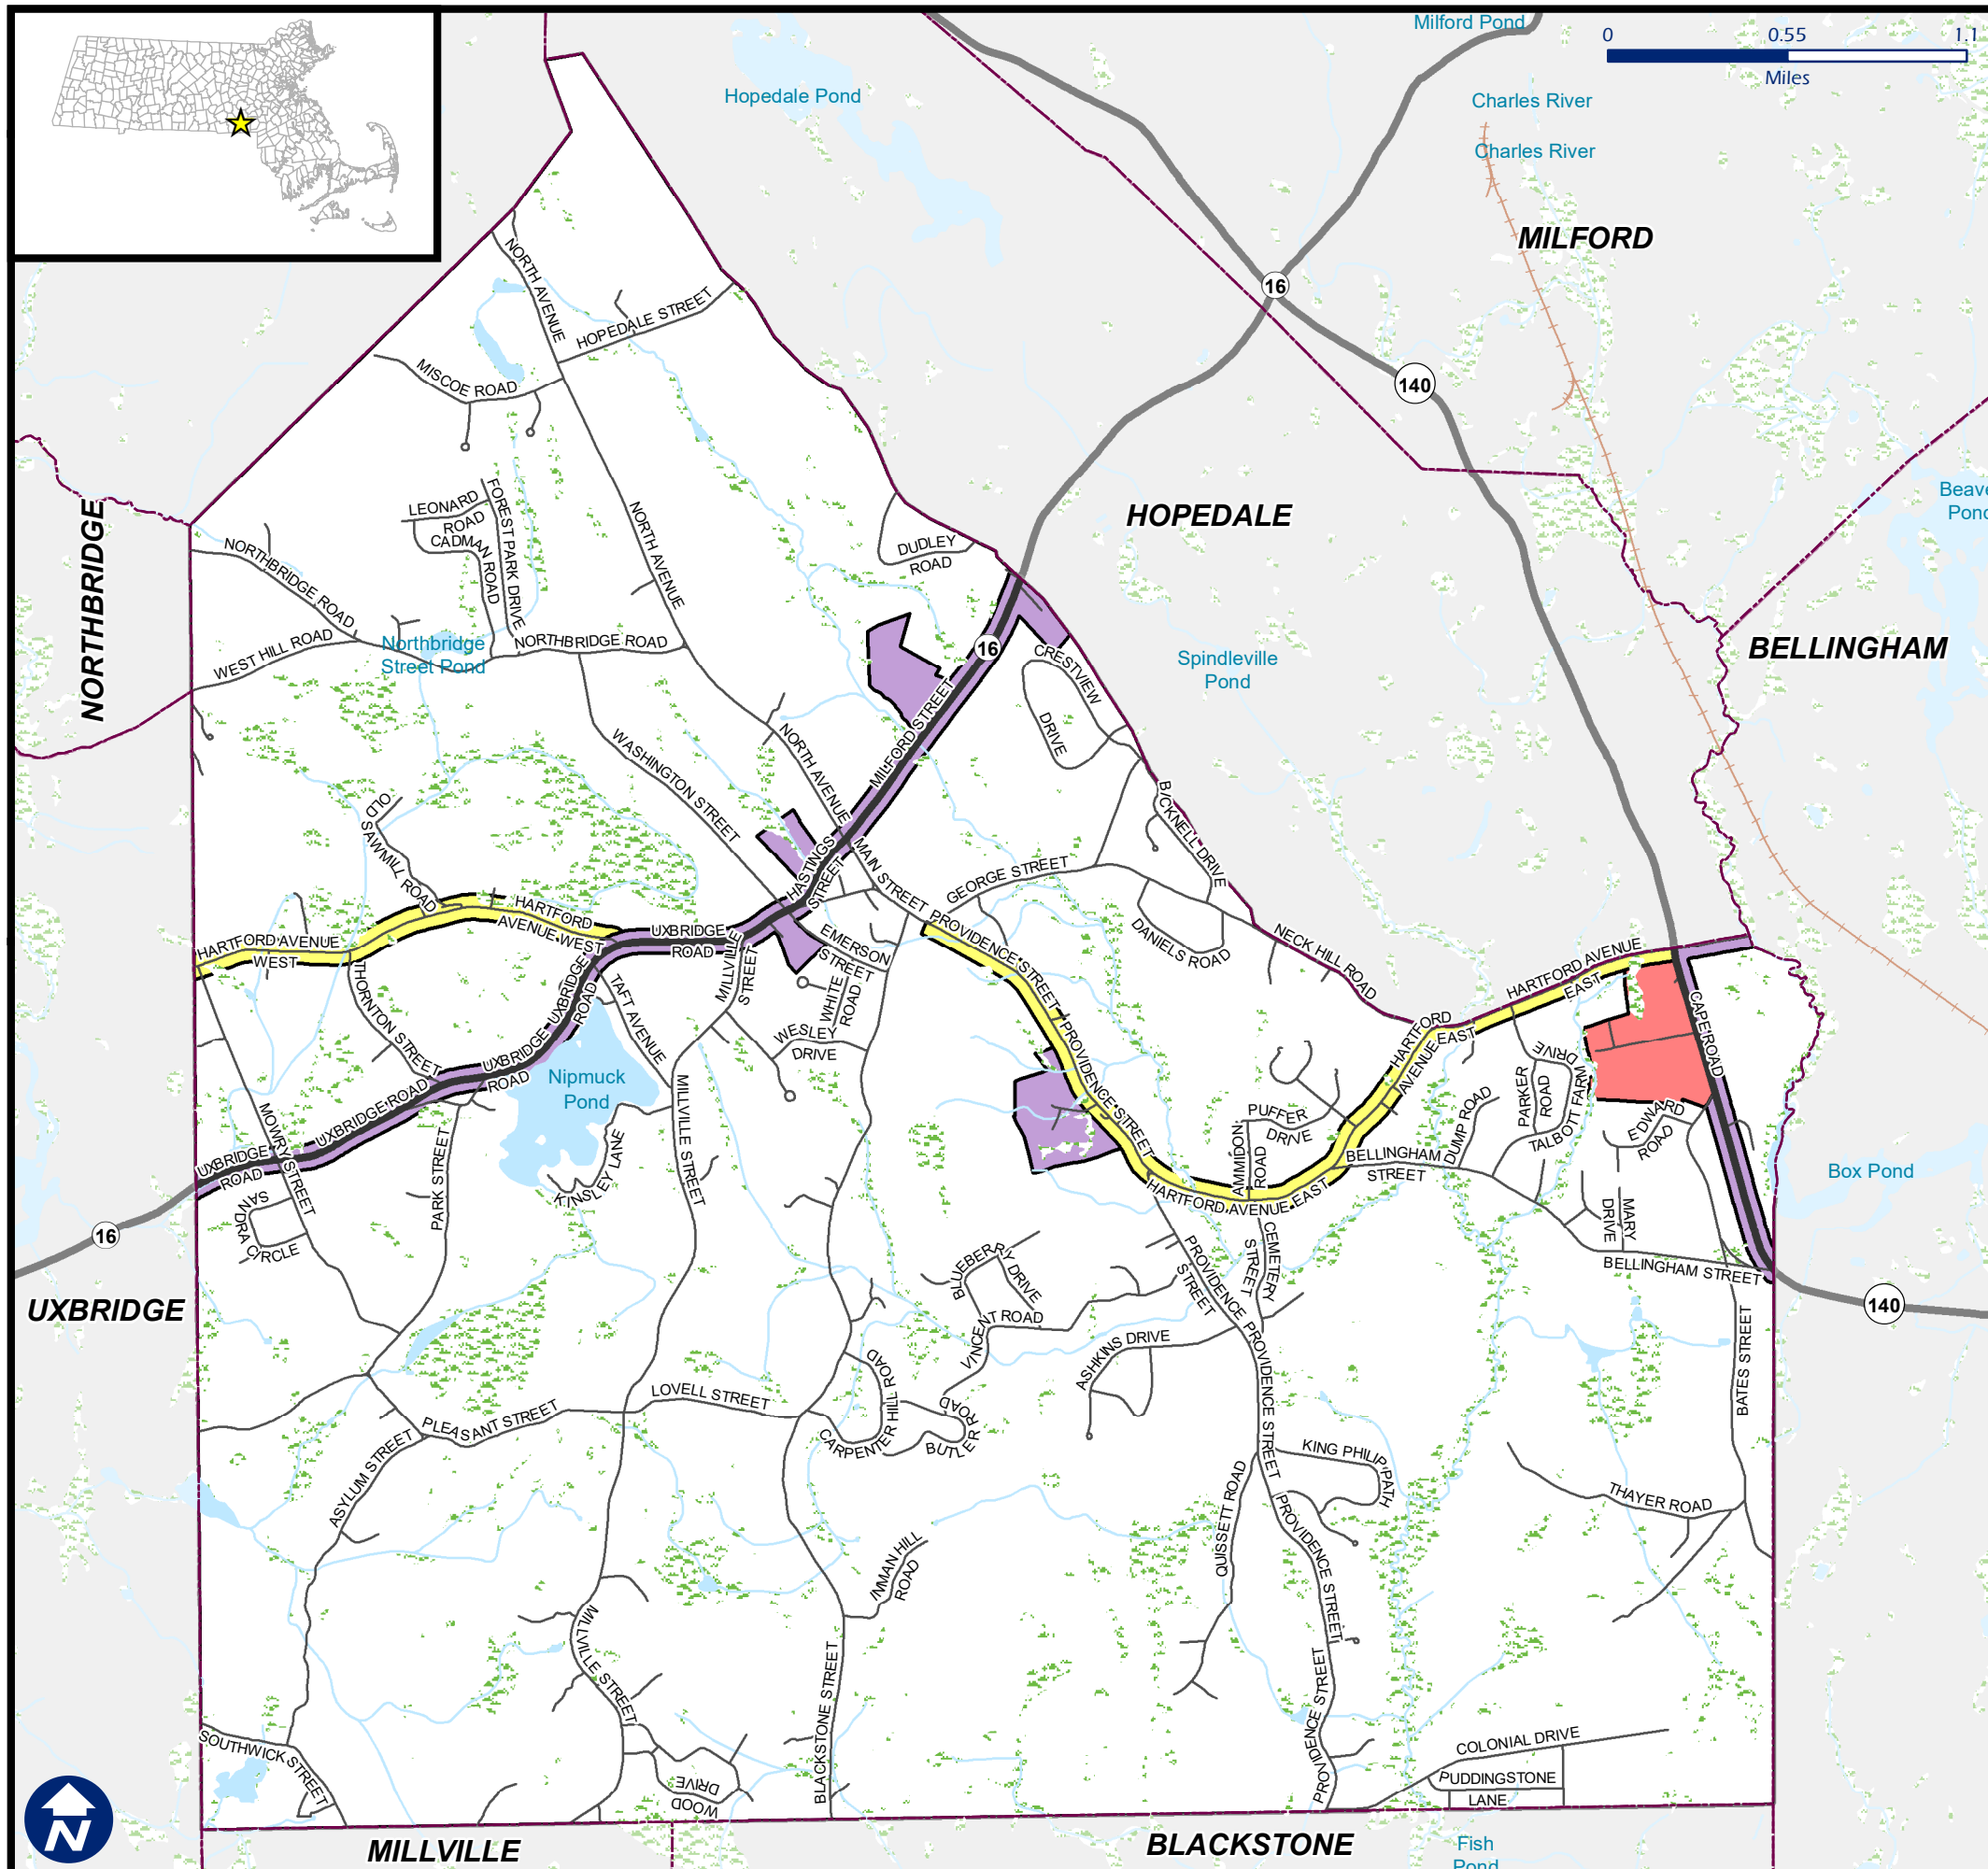 Milford Pond
0 0.55 1.1
Miles
Hopedale Pond
Charles River
Charles River
MILFORD
16
140
NORTH AVENUE
HOPEDALE STREET
MISCOE ROAD
HOPEDALE
NORTHBRIDGE
LEONARD
ROAD
CADMAN ROAD
FOREST PARK DRIVE
NORTH AVENUE
DUDLEY
ROAD
NORTHBRIDGE ROAD
WEST HILL ROAD
Northbridge
Street Pond
NORTHBRIDGE ROAD
16
CRESTVIEW
DRIVE
Spindleville
Pond
BELLINGHAM
WASHINGTON STREET
NORTH AVENUE
MILFORD STREET
BICKNELL DRIVE
OLD
SAWMILL ROAD
HASTINGS
STREET
MAIN STREET
GEORGE STREET
HARTFORD
AVENUE WEST
HARTFORD AVENUE
WEST
UXBRIDGE
ROAD
MILLVILLE
STREET
EMERSON
STREET
PROVIDENCE STREET
DANIELS ROAD
NECK HILL ROAD
HARTFORD AVENUE
EAST
THORNTON STREET
UXBRIDGE
ROAD
TAFT AVENUE
WHITE
ROAD
WESLEY
DRIVE
PROVIDENCE STREET
HARTFORD
AVENUE EAST
CAPE ROAD
UXBRIDGE
ROAD
UXBRIDGE ROAD
Nipmuck
Pond
MOWRY STREET
MILLVILLE STREET
PUFFER
DRIVE
AMMIDON
ROAD
DUMP ROAD
PARKER
ROAD
TALBOTT FARM
DRIVE
EDWARD
ROAD
BELLINGHAM
STREET
UXBRIDGE
ROAD
SANDRA CIRCLE
PARK STREET
KINSLEY LANE
HARTFORD AVENUE EAST
Box Pond
16
MARY
DRIVE
BELLINGHAM STREET
UXBRIDGE
BLUEBERRY DRIVE
VINCENT ROAD
PROVIDENCE
STREET
CEMETERY
STREET
140
ASHKINS DRIVE
PROVIDENCE STREET
BATES STREET
LOVELL STREET
PLEASANT STREET
CARPENTER HILL ROAD
BUTLER
ROAD
ASYLUM STREET
KING PHILIP PATH
QUISSETT ROAD
PROVIDENCE STREET
THAYER ROAD
INMAN HILL
ROAD
MILLVILLE STREET
BLACKSTONE STREET
PROVIDENCE STREET
SOUTHWICK STREET
COLONIAL DRIVE
PUDDINGSTONE
LANE
WOOD
DRIVE
N
MILLVILLE
BLACKSTONE
Fish